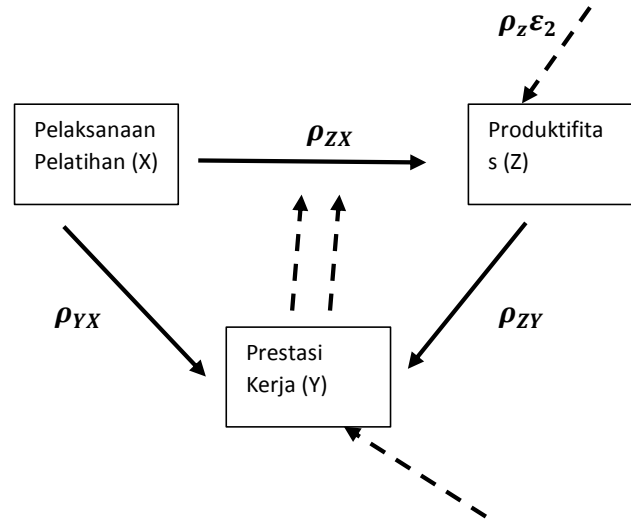 ρzε2
Pelaksanaan
Pelatihan (X)
ρZX
Produktifita
s (Z)
ρYX
ρZY
Prestasi
Kerja (Y)